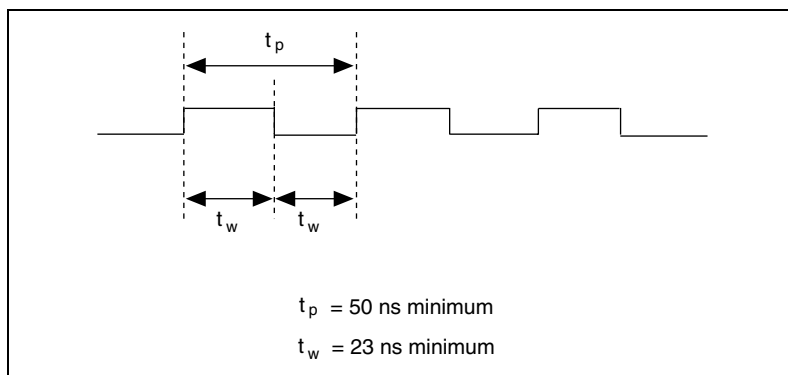 t p
t w
t w
t p = 50 ns minimum
t w = 23 ns minimum